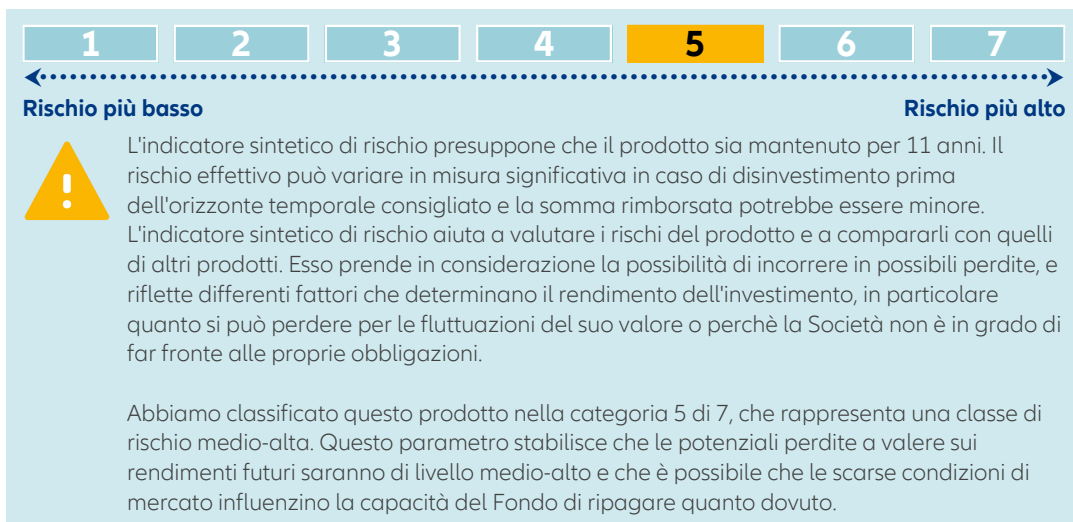 1 2 3 4 5 6 7
Rischio più basso Rischio più alto
L'indicatore sintetico di rischio presuppone che il prodotto sia mantenuto per 11 anni. Il
rischio effettivo può variare in misura significativa in caso di disinvestimento prima
dell'orizzonte temporale consigliato e la somma rimborsata potrebbe essere minore.
L'indicatore sintetico di rischio aiuta a valutare i rischi del prodotto e a compararli con quelli
di altri prodotti. Esso prende in considerazione la possibilità di incorrere in possibili perdite, e
riflette differenti fattori che determinano il rendimento dell'investimento, in particolare
quanto si può perdere per le fluttuazioni del suo valore o perchè la Società non è in grado di
far fronte alle proprie obbligazioni.
Abbiamo classificato questo prodotto nella categoria 5 di 7, che rappresenta una classe di
rischio medio-alta. Questo parametro stabilisce che le potenziali perdite a valere sui
rendimenti futuri saranno di livello medio-alto e che è possibile che le scarse condizioni di
mercato influenzino la capacità del Fondo di ripagare quanto dovuto.